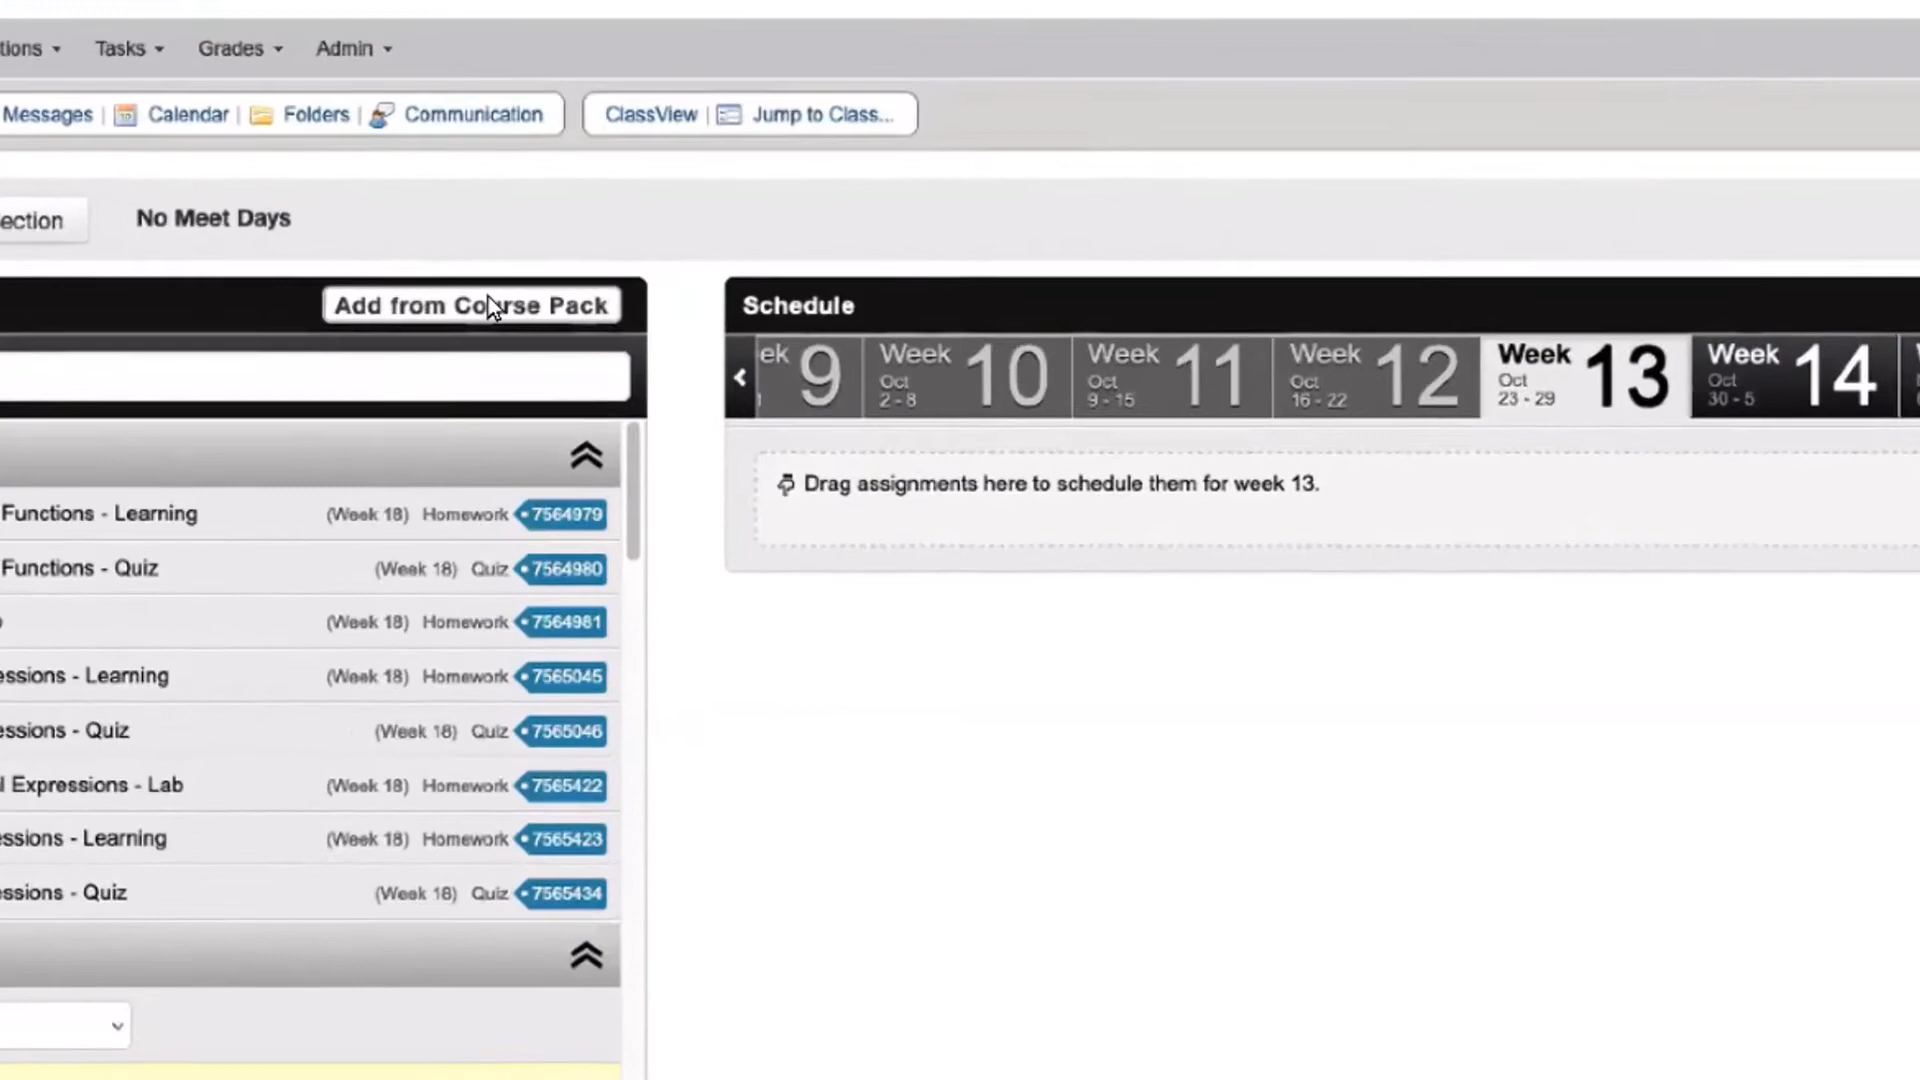 tions Tasks Grades Admin
Messages | Calendar | Folders | Communication ClassView | Jump to Class...
ection No Meet Days
Add from Course Pack
Schedule
ek 9
Week 10 Oct 2 - 8
Week 11 Oct 9 - 15
Week 12 Oct 16 - 22
Week 13 Oct 23 - 29
Week 14 Oct 30 - 5
Drag assignments here to schedule them for week 13.
Functions - Learning (Week 18) Homework 7564979
Functions - Quiz (Week 18) Quiz 7564980
(Week 18) Homework 7564981
essions - Learning (Week 18) Homework 7565045
essions - Quiz (Week 18) Quiz 7565046
l Expressions - Lab (Week 18) Homework 7565422
essions - Learning (Week 18) Homework 7565423
essions - Quiz (Week 18) Quiz 7565434